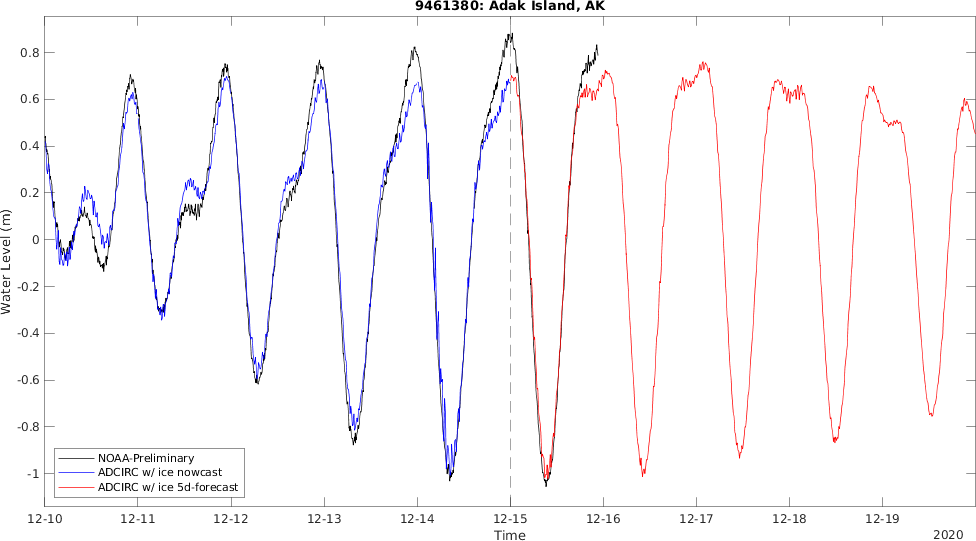 9461380: Adak Island, AK
Water Level (m)
0.8
0.6
0.4
0.2
0
-0.2
-0.4
-0.6
-0.8
-1
NOAA-Preliminary
ADCIRC w/ ice nowcast
ADCIRC w/ ice 5d-forecast
12-10 12-11 12-12 12-13 12-14 12-15 12-16 12-17 12-18 12-19
Time
2020